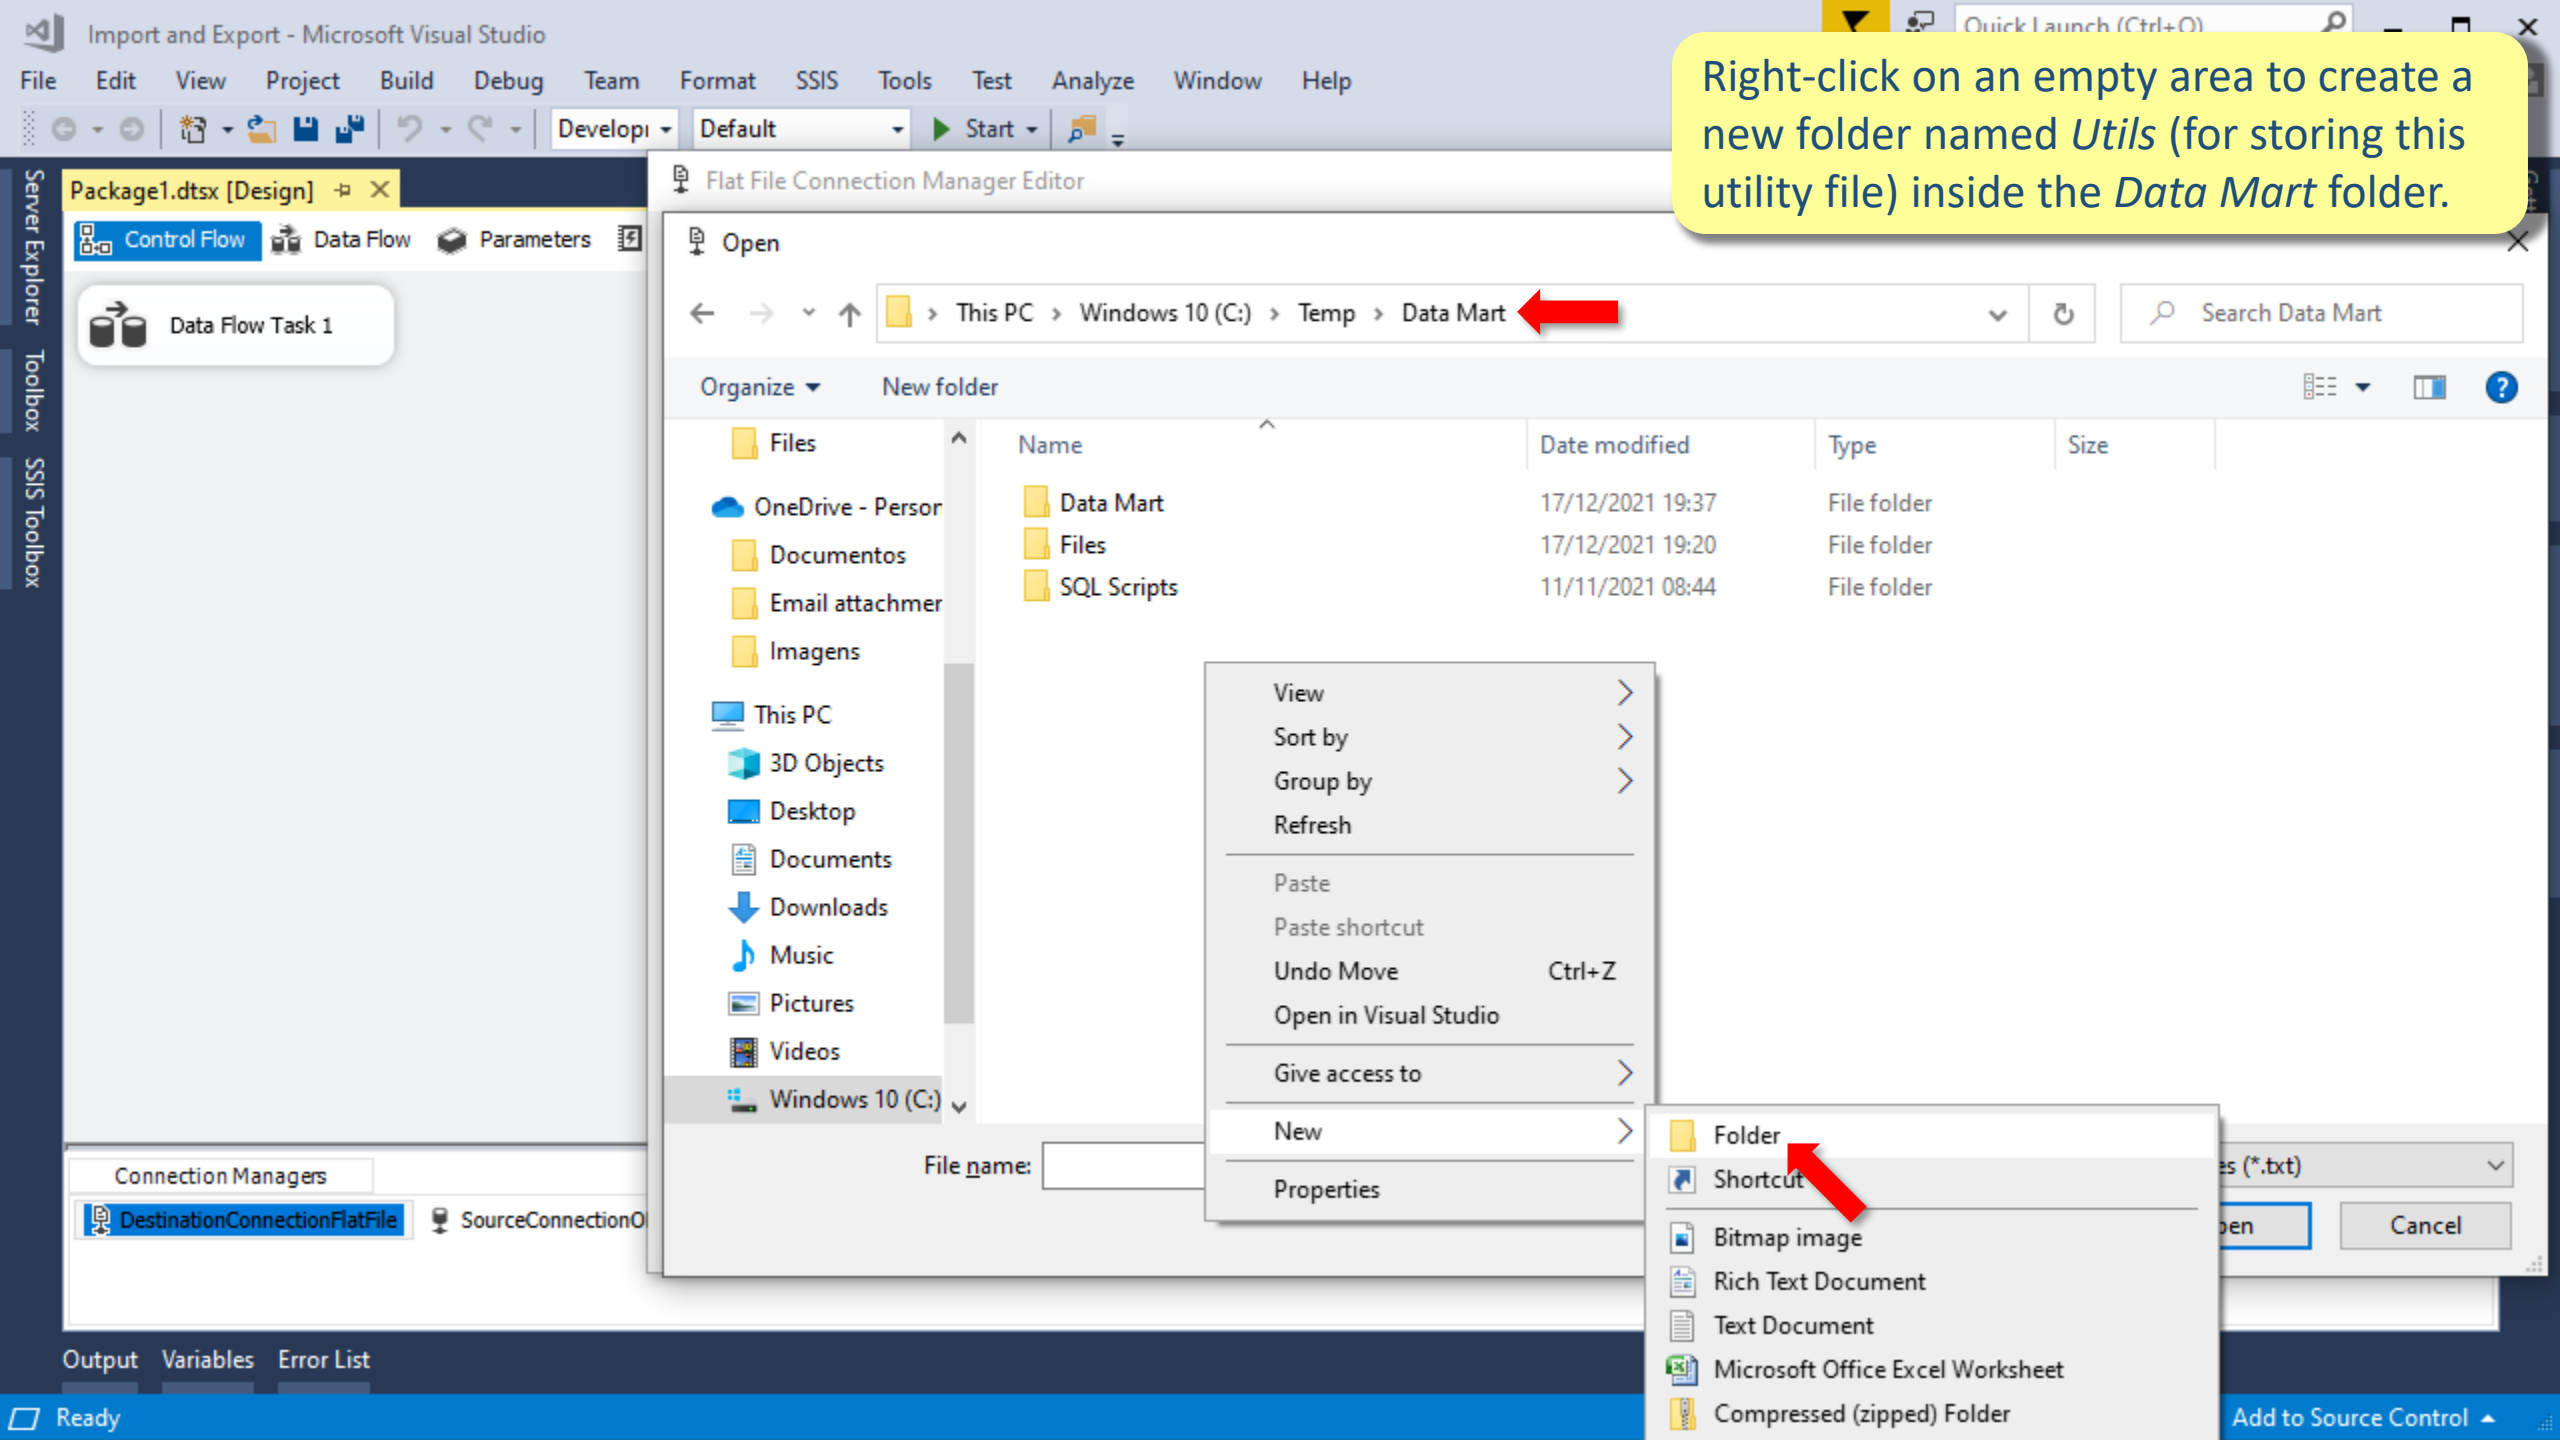 Import and Export - Microsoft Visual Studio
Quick Launch (Ctrl+Q)
File Edit View Project Build Debug Team Format SSIS Tools Test Analyze Window Help
Right-click on an empty area to create a
new folder named Utils (for storing this
utility file) inside the Data Mart folder.
Default
Start
Server Explorer
Toolbox
SSIS Toolbox
Package1.dtsx [Design]
Control Flow
Data Flow
Parameters
Data Flow Task 1
Flat File Connection Manager Editor
Open
This PC > Windows 10 (C:) > Temp > Data Mart
Search Data Mart
Organize
New folder
Files
OneDrive - Person
Documentos
Email attachmen
Imagens
This PC
3D Objects
Desktop
Documents
Downloads
Music
Pictures
Videos
Windows 10 (C:)
Name Date modified Type Size
Data Mart 17/12/2021 19:37 File folder
Files 17/12/2021 19:20 File folder
SQL Scripts 11/11/2021 08:44 File folder
View
Sort by
Group by
Refresh
Paste
Paste shortcut
Undo Move Ctrl+Z
Open in Visual Studio
Give access to
New
Properties
Folder
Shortcut
Bitmap image
Rich Text Document
Text Document
Microsoft Office Excel Worksheet
Compressed (zipped) Folder
File name:
(*.txt)
Cancel
Connection Managers
DestinationConnectionFlatFile
Output Variables Error List
Ready
Add to Source Control